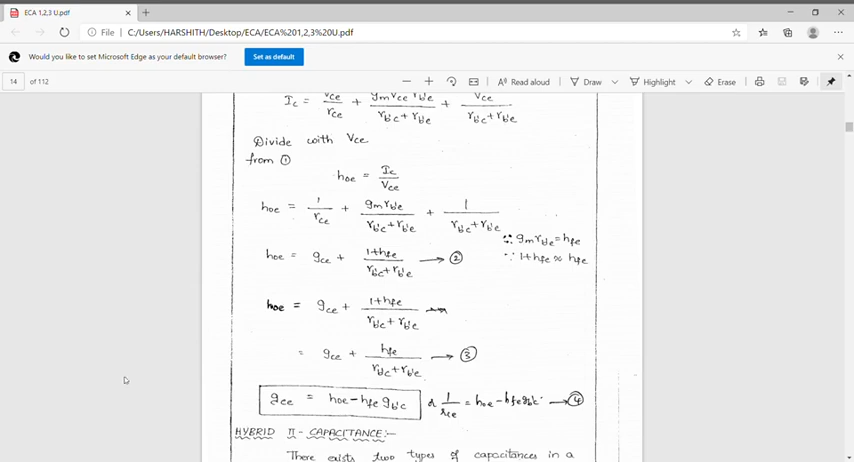 ECA 1,2,3 U.pdf
File
C:/Users/HARSHITH/Desktop/ECA/ECA%201,2,3%20U.pdf
Would you like to set Microsoft Edge as your default browser?
Set as default
14 of 112
Read aloud
Draw
Highlight
Erase
Ic = Vce/rce + gm Vce rb'e/(rb'c + rb'e) + Vce/(rb'c + rb'e)
Divide with Vce
from ①
hoe = Ic/Vce
hoe = 1/rce + gm rb'e/(rb'c + rb'e) + 1/(rb'c + rb'e)
∵ gm rb'e = hfe
∵ 1+hfe ≈ hfe
hoe = gce + (1+hfe)/(rb'c + rb'e) → ②
hoe = gce + (1+hfe)/(rb'c + rb'e)
= gce + hfe/(rb'c + rb'e) → ③
gce = hoe - hfe gb'c or 1/rce = hoe - hfe gb'c → ④
HYBRID π - CAPACITANCE:-
There exists two types of capacitances in a